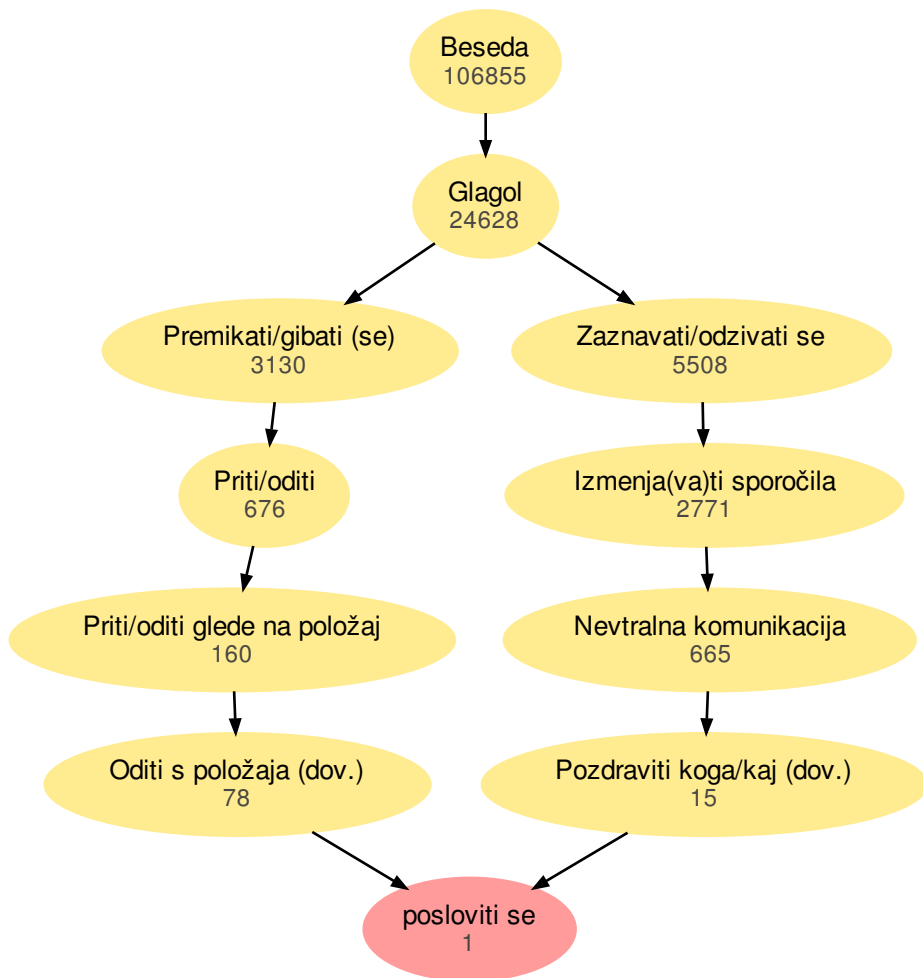 Beseda
106855
Glagol
24628
Premikati/gibati (se)
3130
Zaznavati/odzivati se
5508
Priti/oditi
676
Izmenja(va)ti sporočila
2771
Priti/oditi glede na položaj
160
Nevtralna komunikacija
665
Oditi s položaja (dov.)
78
Pozdraviti koga/kaj (dov.)
15
posloviti se
1